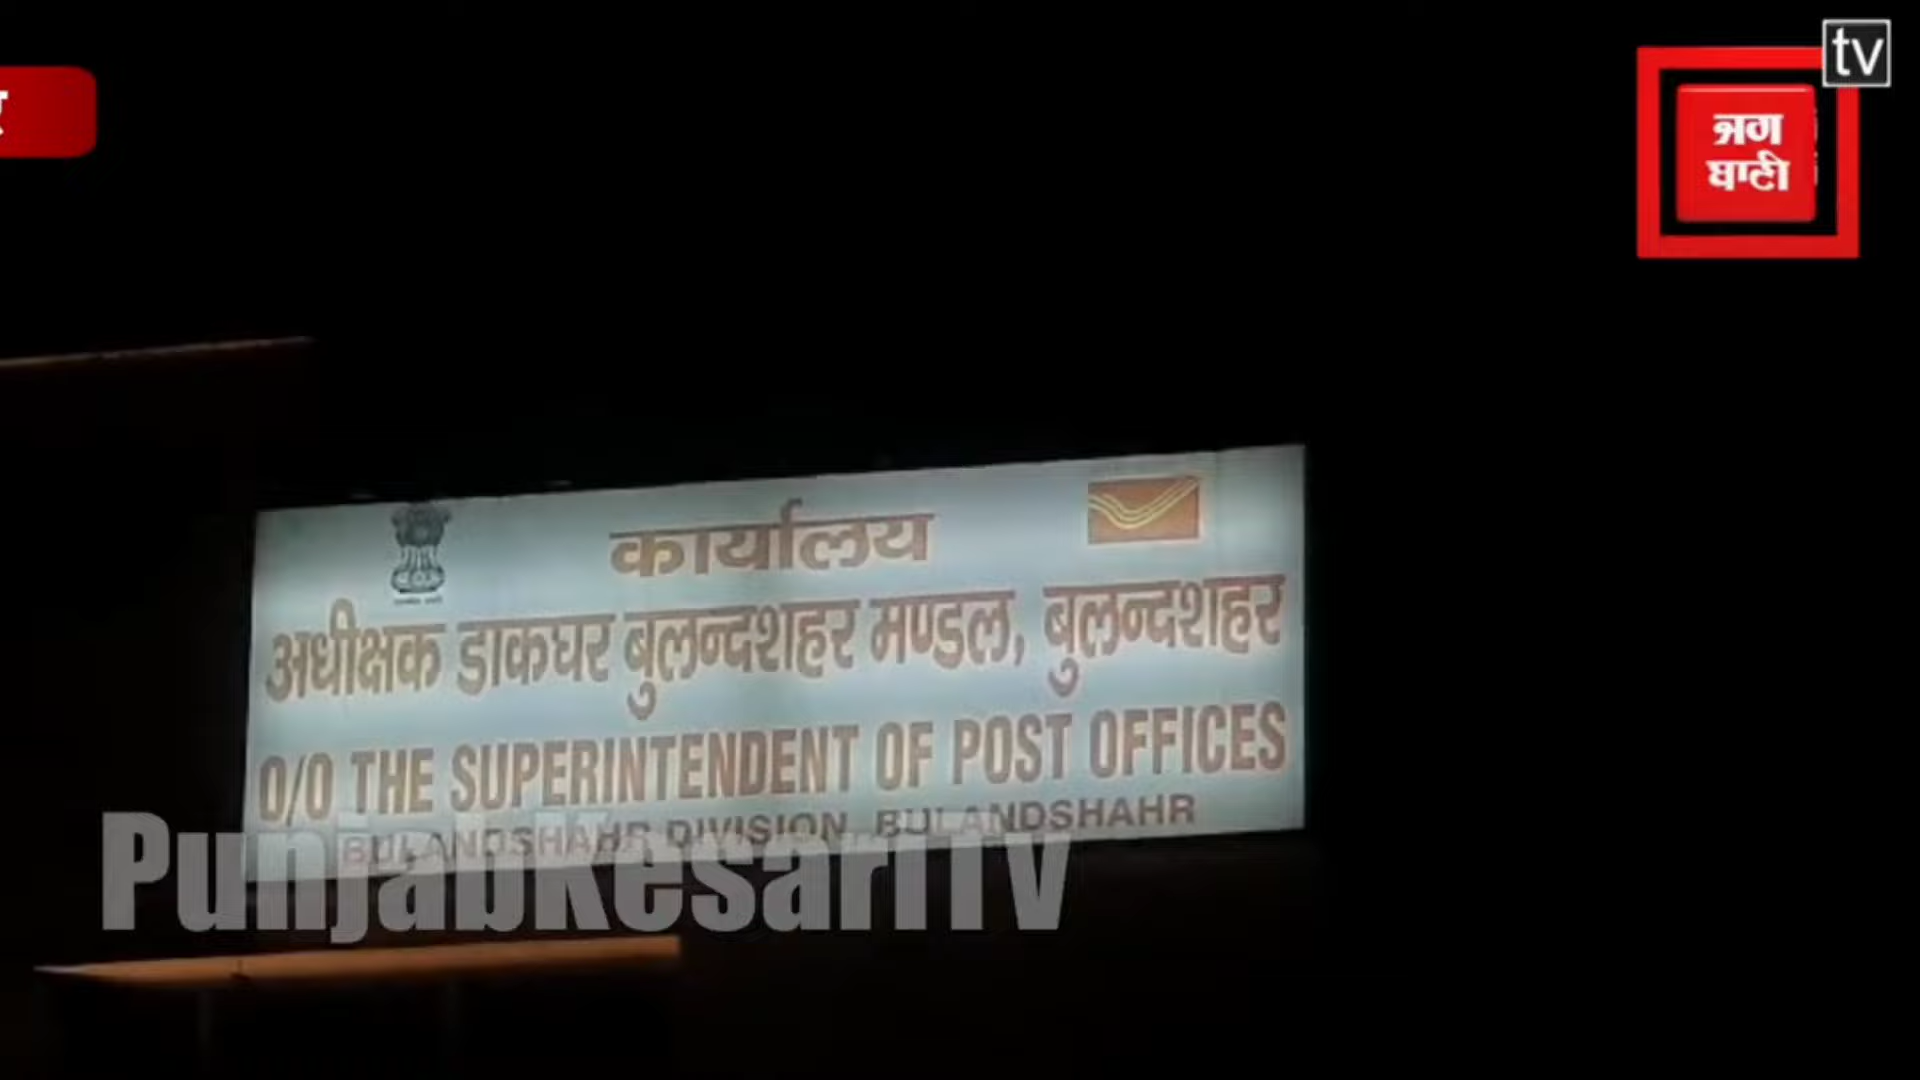 tv
ਜਗ
ਬਾਣੀ
कार्यालय
अधीक्षक डाकघर बुलन्दशहर मण्डल, बुलन्दशहर
O/O THE SUPERINTENDENT OF POST OFFICES
BULANDSHAHR DIVISION, BULANDSHAHR
PunjabKesariTv